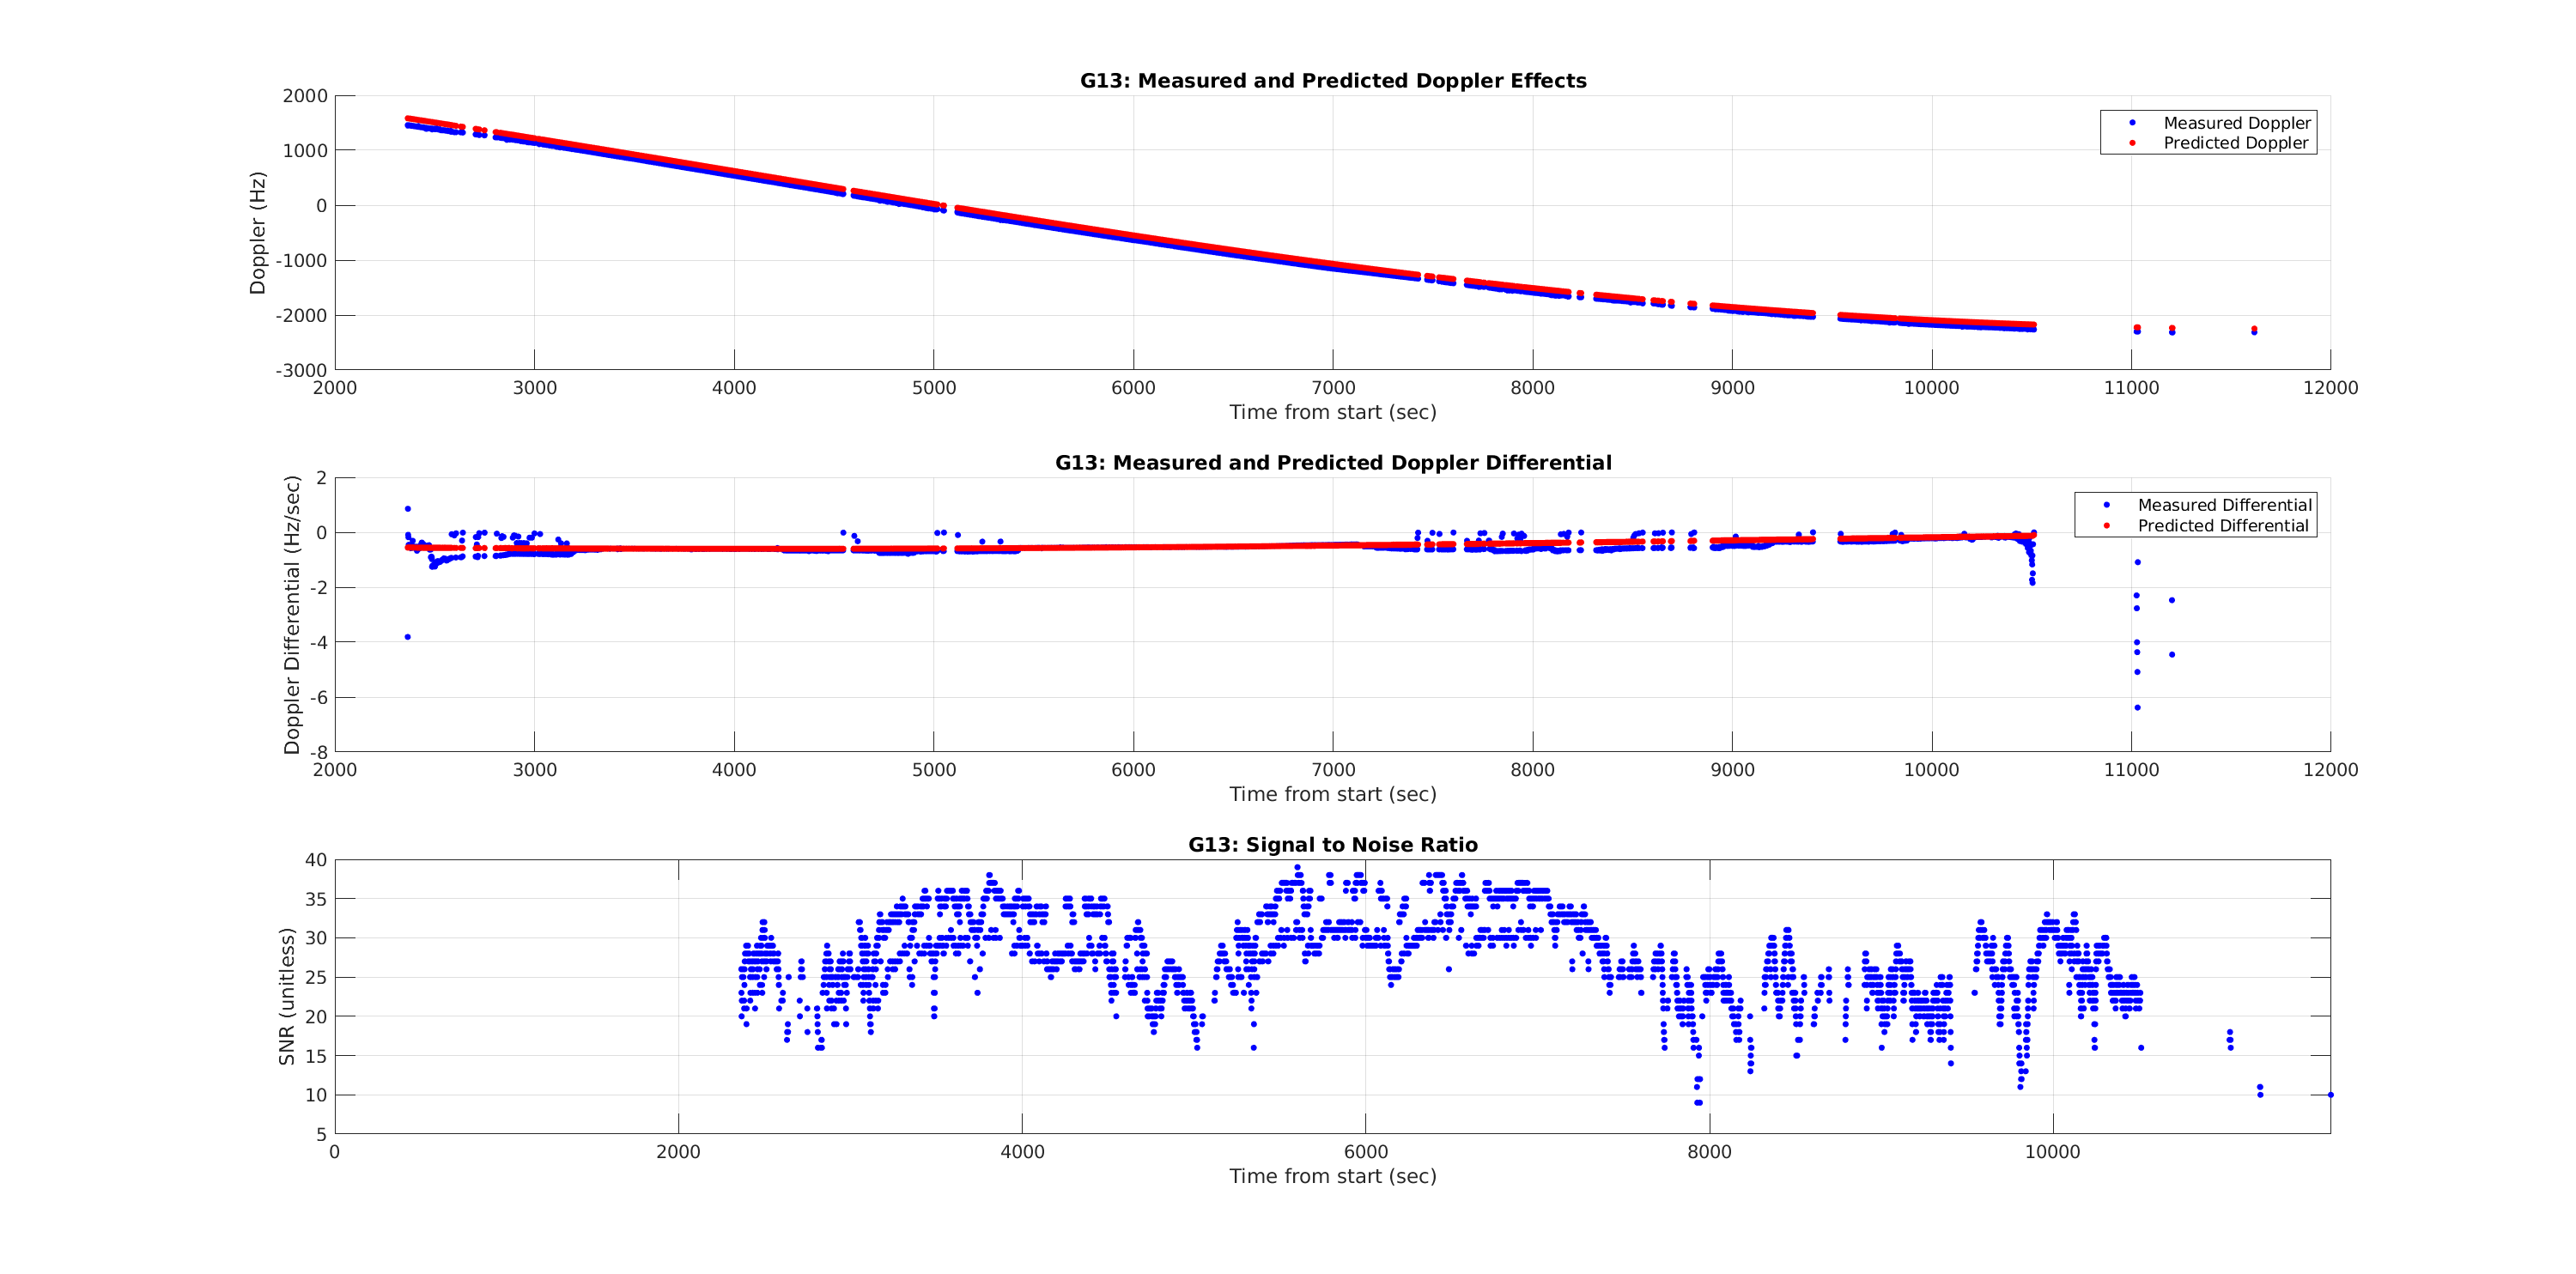 G13: Measured and Predicted Doppler Effects
2000
1000
0
-1000
-2000
-3000
Doppler (Hz)
Measured Doppler
Predicted Doppler
2000 3000 4000 5000 6000 7000 8000 9000 10000 11000 12000
Time from start (sec)
G13: Measured and Predicted Doppler Differential
2
0
-2
-4
-6
-8
Doppler Differential (Hz/sec)
Measured Differential
Predicted Differential
2000 3000 4000 5000 6000 7000 8000 9000 10000 11000 12000
Time from start (sec)
G13: Signal to Noise Ratio
40
35
30
25
20
15
10
5
SNR (unitless)
0 2000 4000 6000 8000 10000
Time from start (sec)